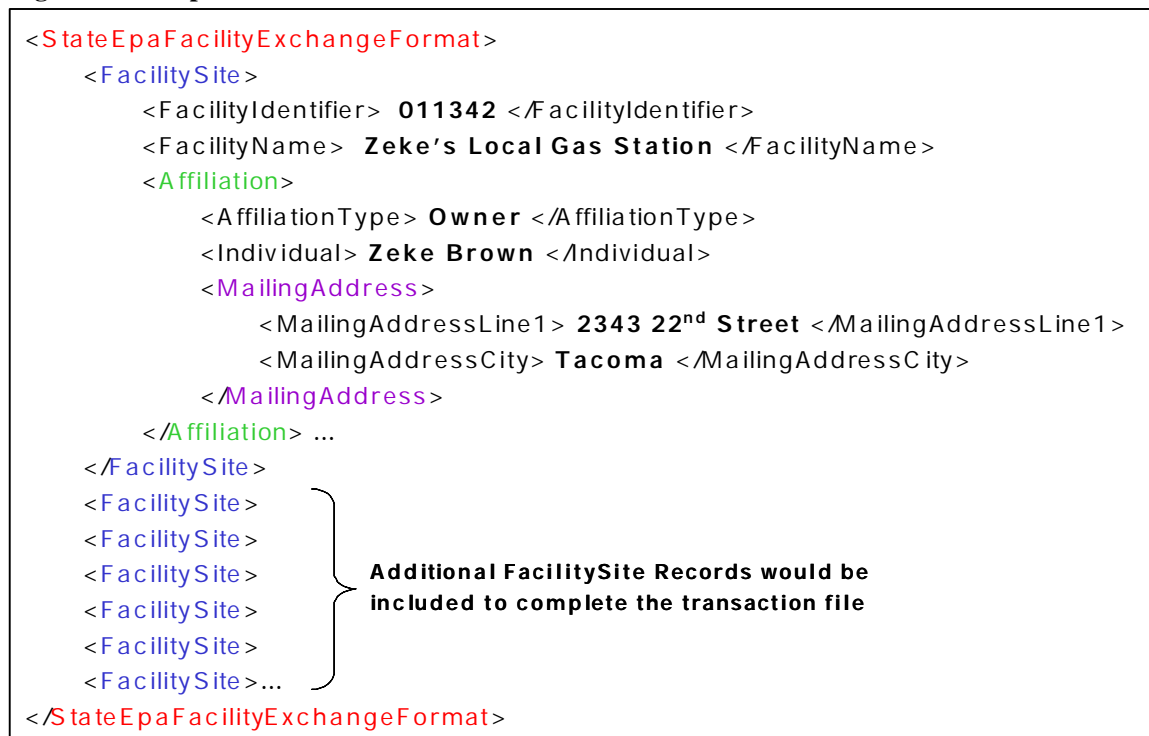 <StateEpaFacilityExchangeFormat>
<FacilitySite>
<FacilityIdentifier> 011342 </FacilityIdentifier>
<FacilityName> Zeke's Local Gas Station </FacilityName>
<Affiliation>
<AffiliationType> Owner </AffiliationType>
<Individual> Zeke Brown </Individual>
<MailingAddress>
<MailingAddressLine1> 2343 22nd Street </MailingAddressLine1>
<MailingAddressCity> Tacoma </MailingAddressCity>
</MailingAddress>
</Affiliation> ...
</FacilitySite>
<FacilitySite>
<FacilitySite>
<FacilitySite>
<FacilitySite>
<FacilitySite>
<FacilitySite>...
Additional FacilitySite Records would be
included to complete the transaction file
</StateEpaFacilityExchangeFormat>